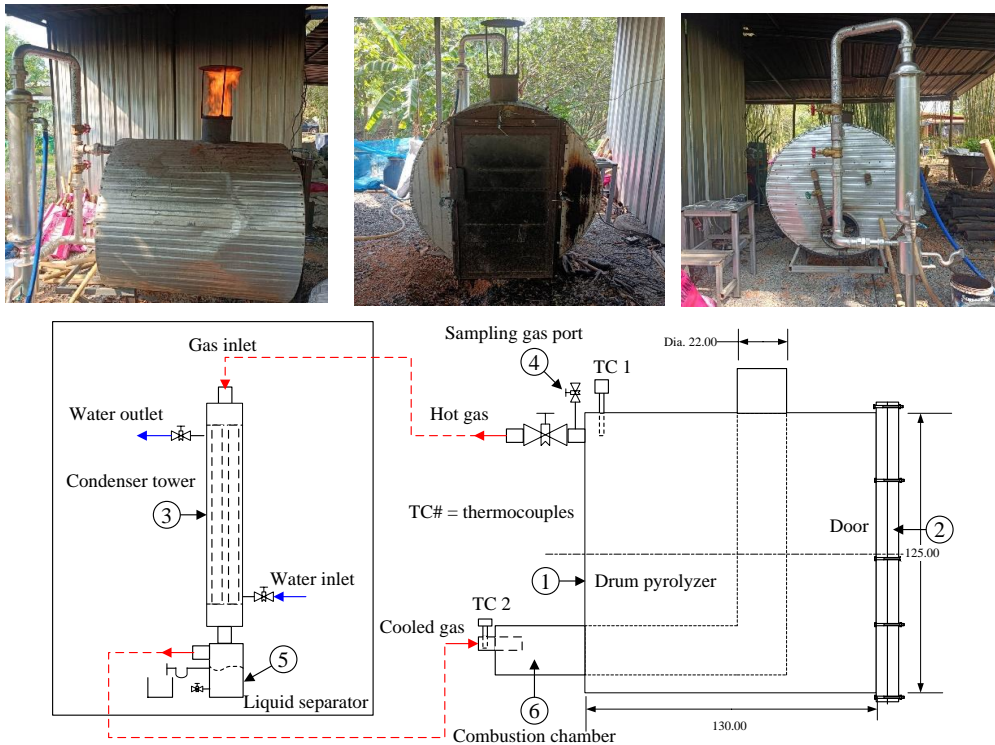 Sampling gas port
Dia. 22.00
Gas inlet
4
TC 1
Water outlet
Hot gas
Condenser tower
3
TC#  = thermocouples
Door
2
125.00
Water inlet
1
Drum pyrolyzer
TC 2
Cooled gas
5
Liquid separator
6
130.00
Combustion chamber